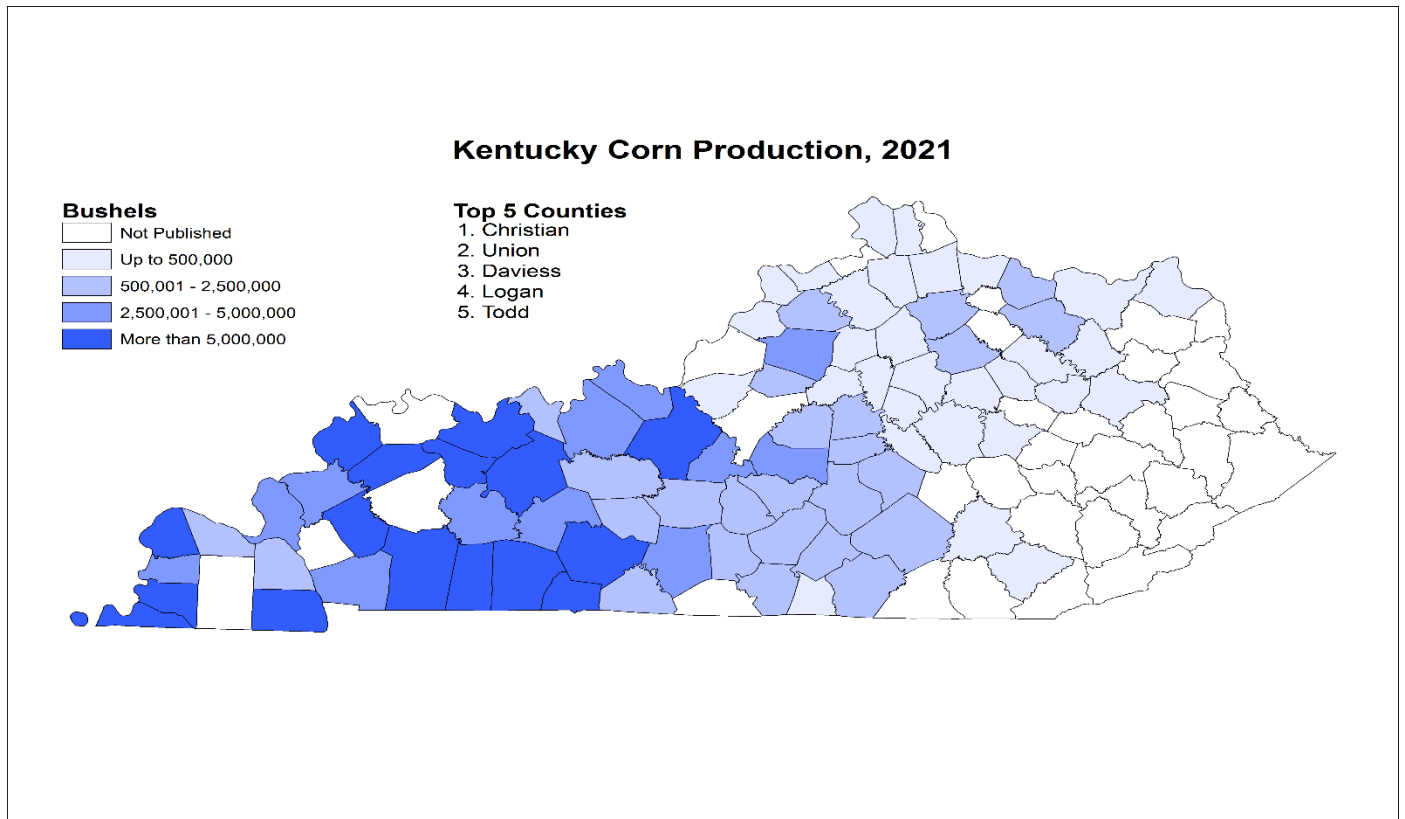 Kentucky Corn Production, 2021
Bushels
Not Published
Up to 500,000
500,001 - 2,500,000
2,500,001 - 5,000,000
More than 5,000,000
Top 5 Counties
1. Christian
2. Union
3. Daviess
4. Logan
5. Todd